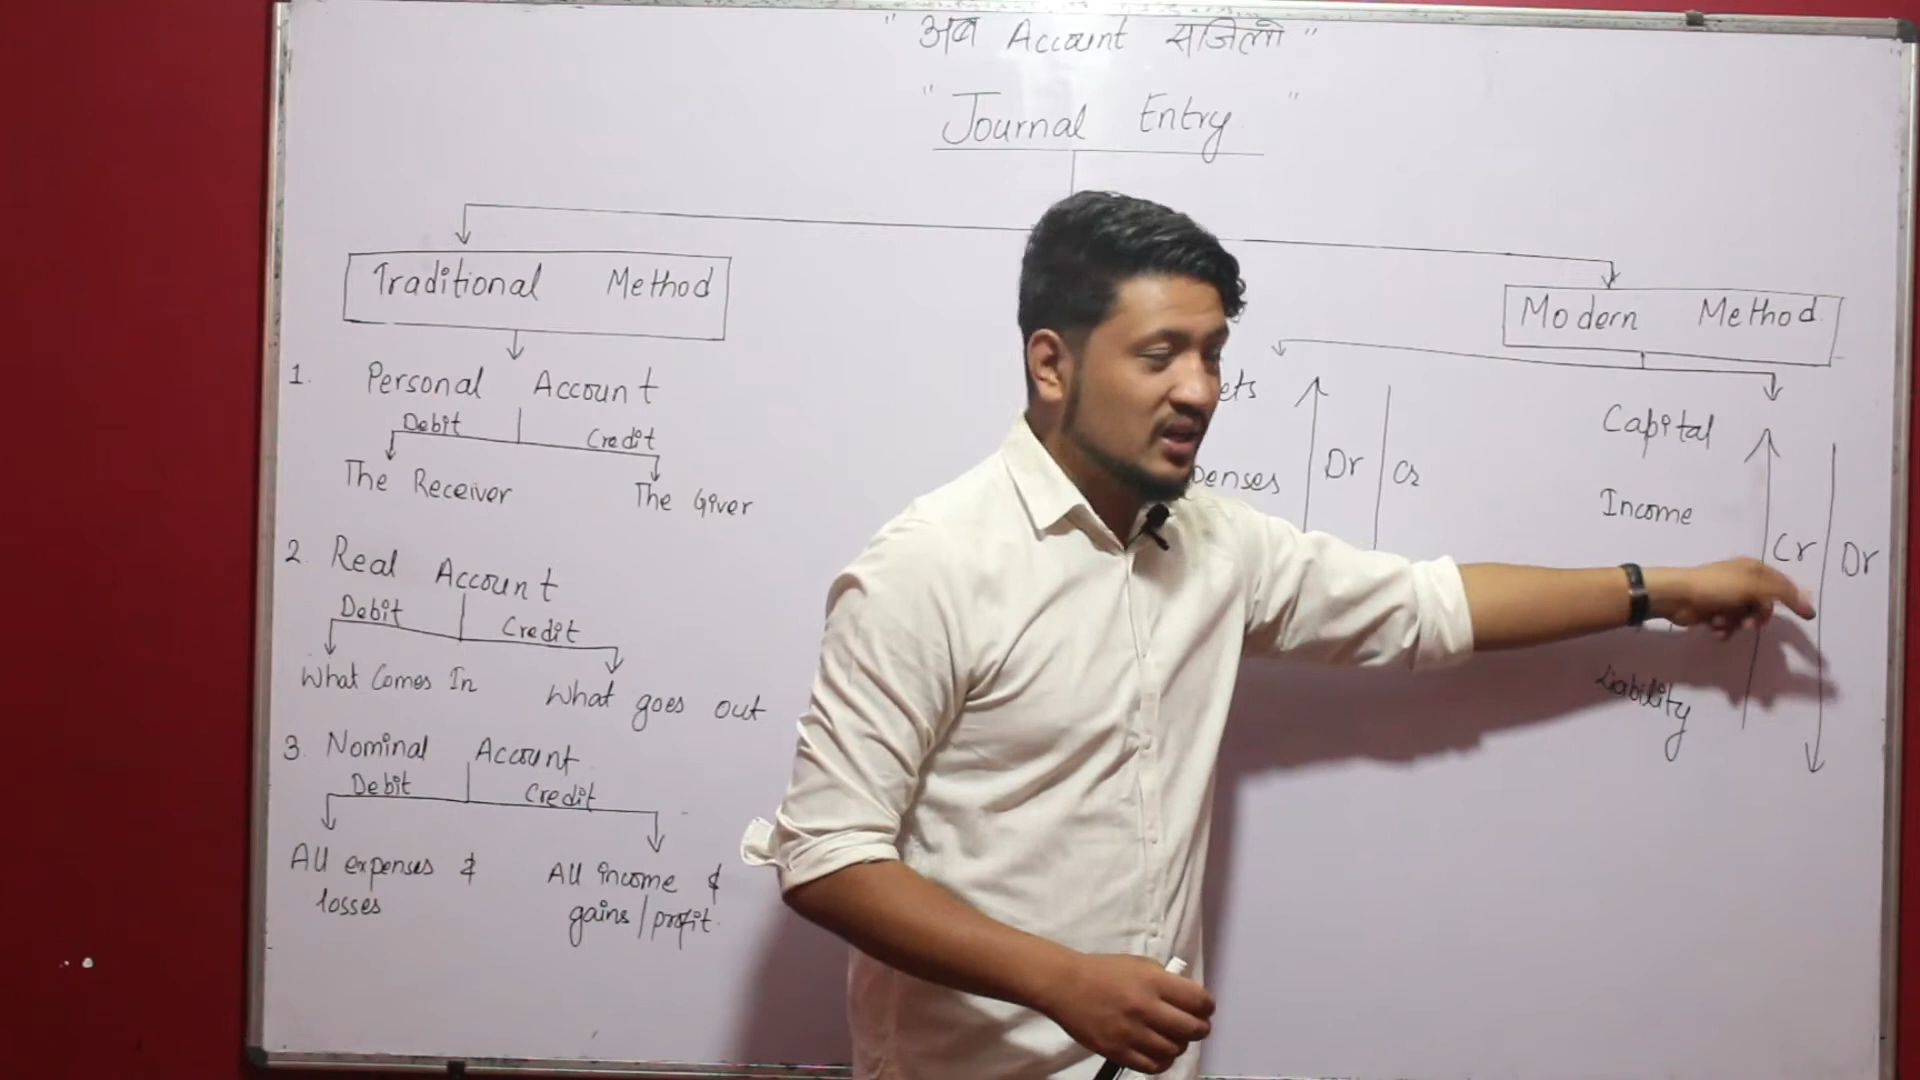 " अब Account सजिलो "
" Journal Entry "
Traditional Method
1. Personal Account
Debit Credit
The Receiver The Giver
2. Real Account
Debit Credit
What Comes In What goes out
3. Nominal Account
Debit Credit
All expenses & losses
All income & gains/profit.
Modern Method
ets
penses
Dr Cr
Capital
Income
Liability
Cr Dr